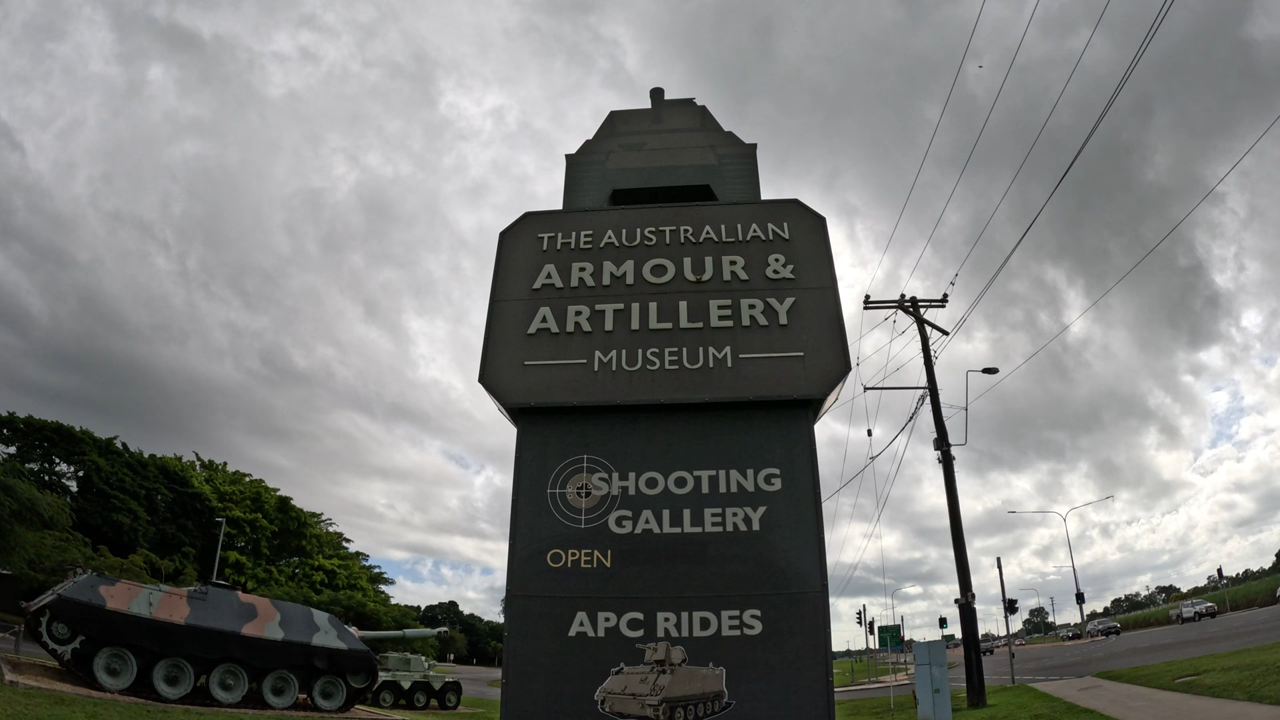 THE AUSTRALIAN
ARMOUR &
ARTILLERY
MUSEUM
SHOOTING
GALLERY
OPEN
APC RIDES